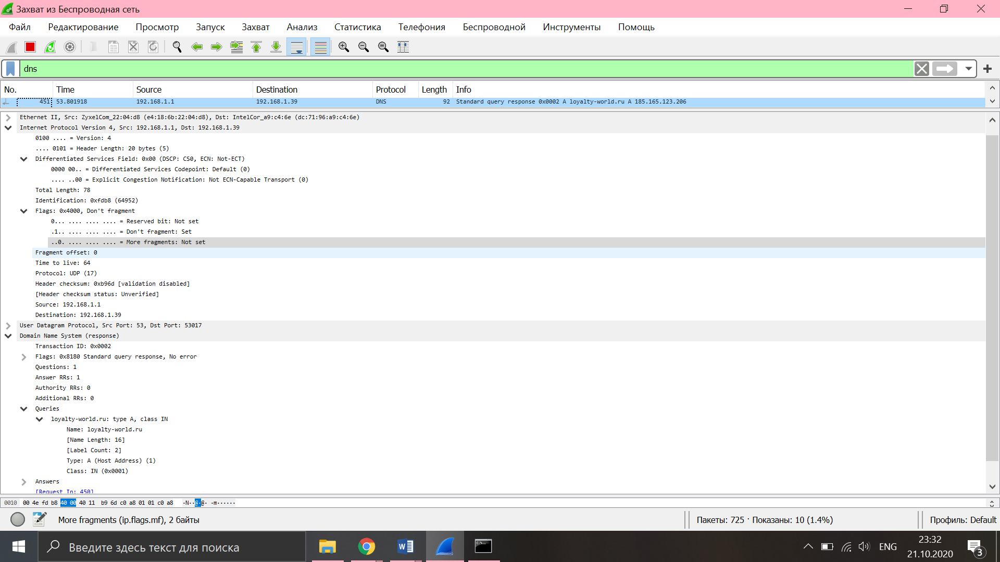 Захват из Беспроводная сеть
Файл Редактирование Просмотр Запуск Захват Анализ Статистика Телефония Беспроводной Инструменты Помощь
dns
No. Time Source Destination Protocol Length Info
451 53.801918 192.168.1.1 192.168.1.39 DNS 92 Standard query response 0x0002 A loyalty-world.ru A 185.165.123.206
Ethernet II, Src: ZyxelCom_22:04:d8 (e4:18:6b:22:04:d8), Dst: IntelCor_a9:c4:6e (dc:71:96:a9:c4:6e)
Internet Protocol Version 4, Src: 192.168.1.1, Dst: 192.168.1.39
0100 .... = Version: 4
.... 0101 = Header Length: 20 bytes (5)
Differentiated Services Field: 0x00 (DSCP: CS0, ECN: Not-ECT)
0000 00.. = Differentiated Services Codepoint: Default (0)
.... ..00 = Explicit Congestion Notification: Not ECN-Capable Transport (0)
Total Length: 78
Identification: 0xfdb8 (64952)
Flags: 0x4000, Don't fragment
0... .... .... .... = Reserved bit: Not set
.1.. .... .... .... = Don't fragment: Set
..0. .... .... .... = More fragments: Not set
Fragment offset: 0
Time to live: 64
Protocol: UDP (17)
Header checksum: 0xb96d [validation disabled]
[Header checksum status: Unverified]
Source: 192.168.1.1
Destination: 192.168.1.39
User Datagram Protocol, Src Port: 53, Dst Port: 53017
Domain Name System (response)
Transaction ID: 0x0002
Flags: 0x8180 Standard query response, No error
Questions: 1
Answer RRs: 1
Authority RRs: 0
Additional RRs: 0
Queries
loyalty-world.ru: type A, class IN
Name: loyalty-world.ru
[Name Length: 16]
[Label Count: 2]
Type: A (Host Address) (1)
Class: IN (0x0001)
Answers
[Request In: 450]
0010 00 4e fd b8 40 00 40 11 b9 6d c0 a8 01 01 c0 a8 ·N··@·@· ·m······
More fragments (ip.flags.mf), 2 байты
Пакеты: 725 · Показаны: 10 (1.4%)
Профиль: Default
Введите здесь текст для поиска
ENG
23:32
21.10.2020
3